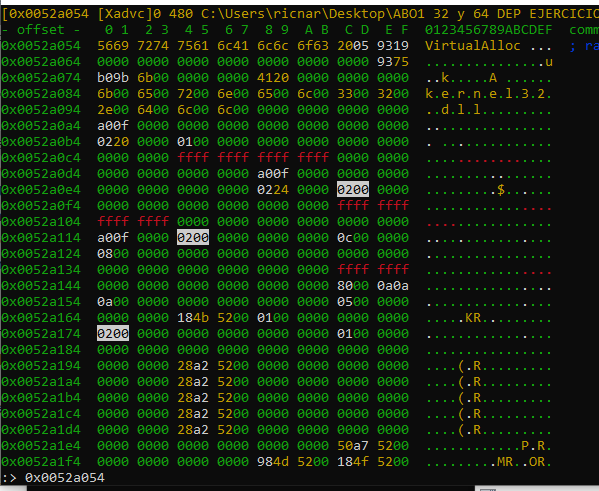 [0x0052a054 [Xadvc]0 480 C:\Users\ricnar\Desktop\ABO1 32 y 64 DEP EJERCICIO
- offset -   0 1  2 3  4 5  6 7  8 9  A B  C D  E F  0123456789ABCDEF  comm
0x0052a054  5669 7274 7561 6c41 6c6c 6f63 2005 9319  VirtualAlloc ...  ; ra
0x0052a064  0000 0000 0000 0000 0000 0000 0000 9375  ...............u
0x0052a074  b09b 6b00 0000 0000 4120 0000 0000 0000  ..k.....A ......
0x0052a084  6b00 6500 7200 6e00 6500 6c00 3300 3200  k.e.r.n.e.l.3.2.
0x0052a094  2e00 6400 6c00 6c00 0000 0000 0000 0000  ..d.l.l.........
0x0052a0a4  a00f 0000 0000 0000 0000 0000 0000 0000  ................
0x0052a0b4  0220 0000 0100 0000 0000 0000 0000 0000  . ..............
0x0052a0c4  0000 0000 ffff ffff ffff 0000 0000 0000  ................
0x0052a0d4  0000 0000 0000 0000 a00f 0000 0000 0000  ................
0x0052a0e4  0000 0000 0000 0000 0224 0000 0200 0000  .........$......
0x0052a0f4  0000 0000 0000 0000 0000 0000 ffff ffff  ................
0x0052a104  ffff ffff 0000 0000 0000 0000 0000 0000  ................
0x0052a114  a00f 0000 0200 0000 0000 0000 0c00 0000  ................
0x0052a124  0800 0000 0000 0000 0000 0000 0000 0000  ................
0x0052a134  0000 0000 0000 0000 0000 0000 ffff ffff  ................
0x0052a144  0000 0000 0000 0000 0000 0000 8000 0a0a  ................
0x0052a154  0a00 0000 0000 0000 0000 0000 0500 0000  ................
0x0052a164  0000 0000 184b 5200 0100 0000 0000 0000  .....KR.........
0x0052a174  0200 0000 0000 0000 0000 0000 0100 0000  ................
0x0052a184  0000 0000 0000 0000 0000 0000 0000 0000  ................
0x0052a194  0000 0000 28a2 5200 0000 0000 0000 0000  ....(.R.........
0x0052a1a4  0000 0000 28a2 5200 0000 0000 0000 0000  ....(.R.........
0x0052a1b4  0000 0000 28a2 5200 0000 0000 0000 0000  ....(.R.........
0x0052a1c4  0000 0000 28a2 5200 0000 0000 0000 0000  ....(.R.........
0x0052a1d4  0000 0000 28a2 5200 0000 0000 0000 0000  ....(.R.........
0x0052a1e4  0000 0000 0000 0000 0000 0000 50a7 5200  ............P.R.
0x0052a1f4  0000 0000 0000 0000 984d 5200 184f 5200  .........MR..OR.
:> 0x0052a054